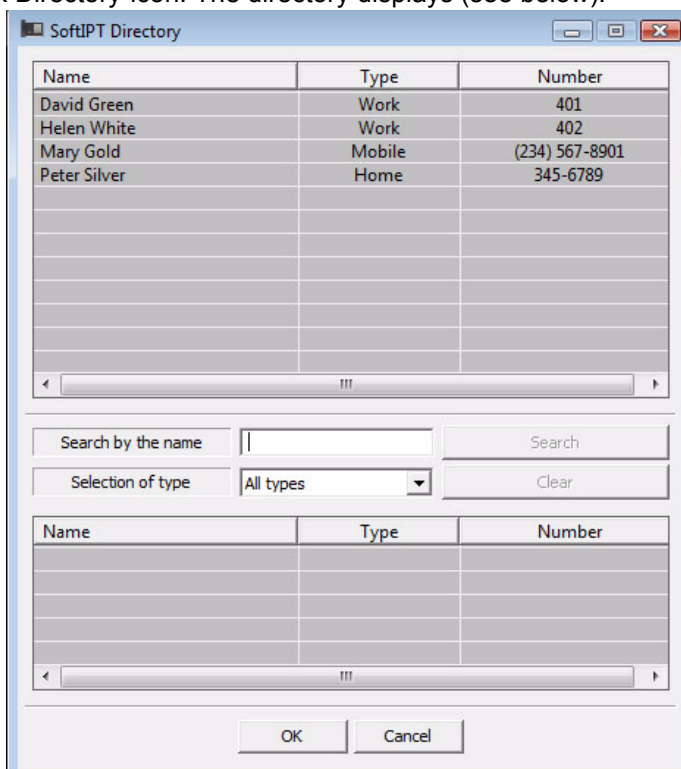 Directory icon. The directory displays (see below).
SoftIPT Directory
Name Type Number
David Green Work 401
Helen White Work 402
Mary Gold Mobile (234) 567-8901
Peter Silver Home 345-6789
Search by the name Search
Selection of type All types Clear
Name Type Number
OK Cancel